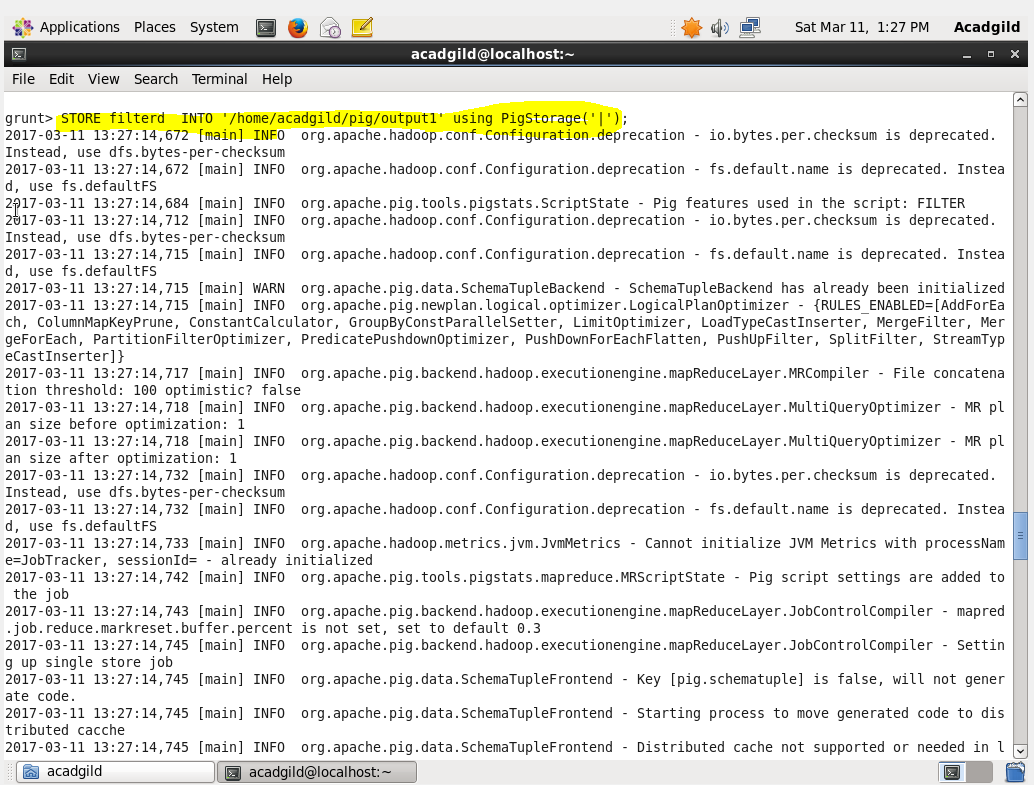 Applications Places System Sat Mar 11, 1:27 PM Acadgild
acadgild@localhost:~
File Edit View Search Terminal Help
grunt> STORE filterd  INTO '/home/acadgild/pig/output1' using PigStorage('|');
2017-03-11 13:27:14,672 [main] INFO  org.apache.hadoop.conf.Configuration.deprecation - io.bytes.per.checksum is deprecated.
Instead, use dfs.bytes-per-checksum
2017-03-11 13:27:14,672 [main] INFO  org.apache.hadoop.conf.Configuration.deprecation - fs.default.name is deprecated. Instea
d, use fs.defaultFS
2017-03-11 13:27:14,684 [main] INFO  org.apache.pig.tools.pigstats.ScriptState - Pig features used in the script: FILTER
2017-03-11 13:27:14,712 [main] INFO  org.apache.hadoop.conf.Configuration.deprecation - io.bytes.per.checksum is deprecated.
Instead, use dfs.bytes-per-checksum
2017-03-11 13:27:14,715 [main] INFO  org.apache.hadoop.conf.Configuration.deprecation - fs.default.name is deprecated. Instea
d, use fs.defaultFS
2017-03-11 13:27:14,715 [main] WARN  org.apache.pig.data.SchemaTupleBackend - SchemaTupleBackend has already been initialized
2017-03-11 13:27:14,715 [main] INFO  org.apache.pig.newplan.logical.optimizer.LogicalPlanOptimizer - {RULES_ENABLED=[AddForEa
ch, ColumnMapKeyPrune, ConstantCalculator, GroupByConstParallelSetter, LimitOptimizer, LoadTypeCastInserter, MergeFilter, Mer
geForEach, PartitionFilterOptimizer, PredicatePushdownOptimizer, PushDownForEachFlatten, PushUpFilter, SplitFilter, StreamTyp
eCastInserter]}
2017-03-11 13:27:14,717 [main] INFO  org.apache.pig.backend.hadoop.executionengine.mapReduceLayer.MRCompiler - File concatena
tion threshold: 100 optimistic? false
2017-03-11 13:27:14,718 [main] INFO  org.apache.pig.backend.hadoop.executionengine.mapReduceLayer.MultiQueryOptimizer - MR pl
an size before optimization: 1
2017-03-11 13:27:14,718 [main] INFO  org.apache.pig.backend.hadoop.executionengine.mapReduceLayer.MultiQueryOptimizer - MR pl
an size after optimization: 1
2017-03-11 13:27:14,732 [main] INFO  org.apache.hadoop.conf.Configuration.deprecation - io.bytes.per.checksum is deprecated.
Instead, use dfs.bytes-per-checksum
2017-03-11 13:27:14,732 [main] INFO  org.apache.hadoop.conf.Configuration.deprecation - fs.default.name is deprecated. Instea
d, use fs.defaultFS
2017-03-11 13:27:14,733 [main] INFO  org.apache.hadoop.metrics.jvm.JvmMetrics - Cannot initialize JVM Metrics with processNam
e=JobTracker, sessionId= - already initialized
2017-03-11 13:27:14,742 [main] INFO  org.apache.pig.tools.pigstats.mapreduce.MRScriptState - Pig script settings are added to
 the job
2017-03-11 13:27:14,743 [main] INFO  org.apache.pig.backend.hadoop.executionengine.mapReduceLayer.JobControlCompiler - mapred
.job.reduce.markreset.buffer.percent is not set, set to default 0.3
2017-03-11 13:27:14,745 [main] INFO  org.apache.pig.backend.hadoop.executionengine.mapReduceLayer.JobControlCompiler - Settin
g up single store job
2017-03-11 13:27:14,745 [main] INFO  org.apache.pig.data.SchemaTupleFrontend - Key [pig.schematuple] is false, will not gener
ate code.
2017-03-11 13:27:14,745 [main] INFO  org.apache.pig.data.SchemaTupleFrontend - Starting process to move generated code to dis
tributed cacche
2017-03-11 13:27:14,745 [main] INFO  org.apache.pig.data.SchemaTupleFrontend - Distributed cache not supported or needed in l
acadgild acadgild@localhost:~